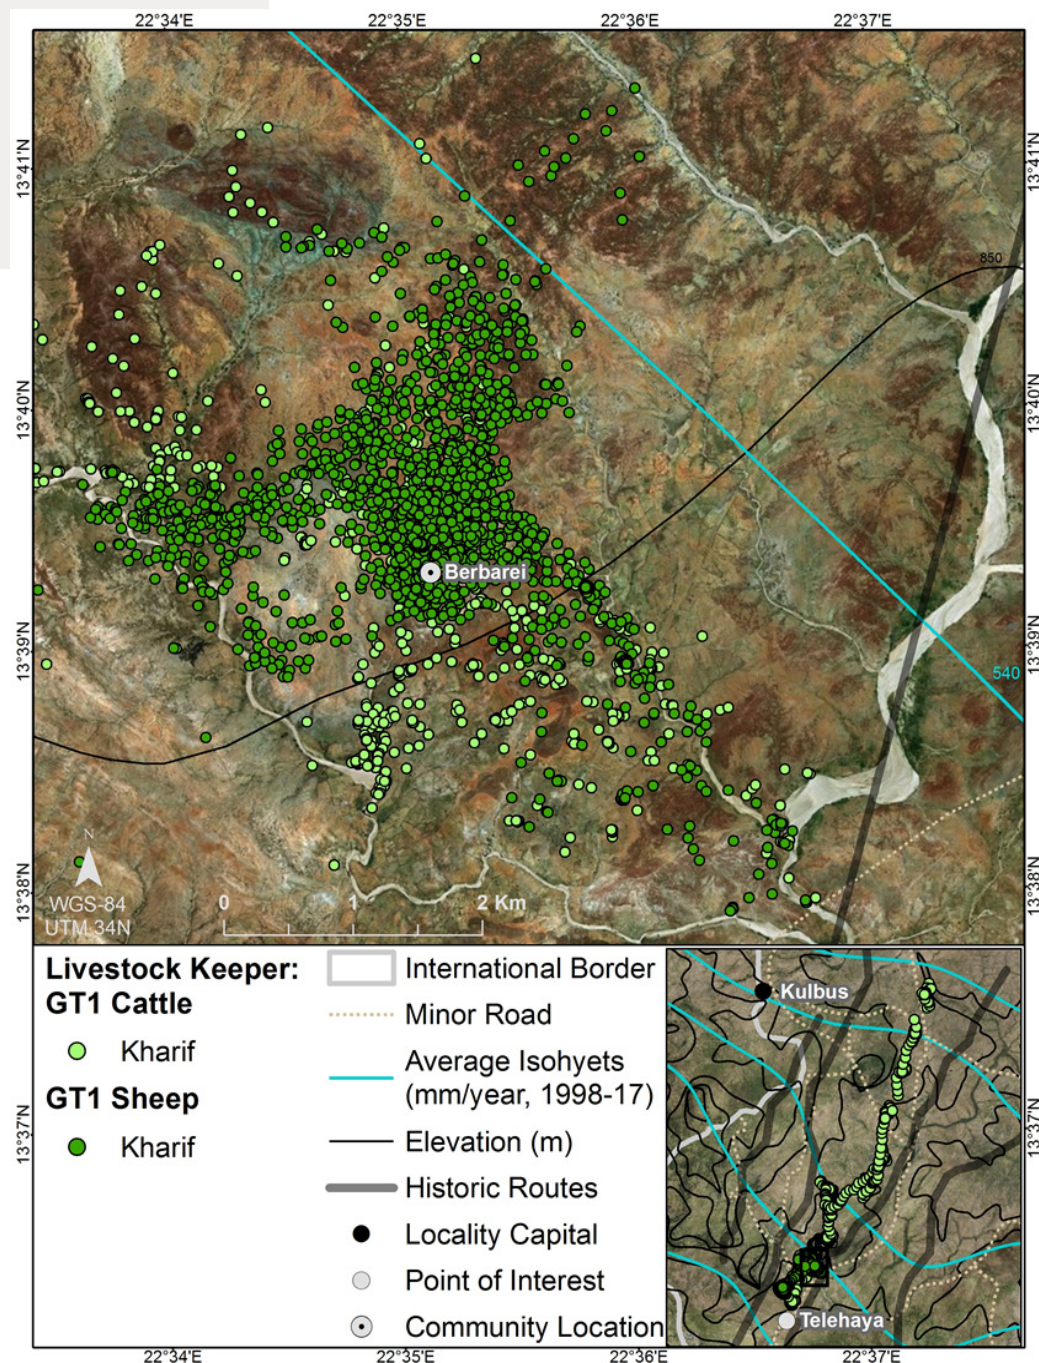 22°34'E 22°35'E 22°36'E 22°37'E
13°41'N 13°41'N
850
13°40'N 13°40'N
Berbarei
13°39'N 13°39'N
540
N
WGS-84
UTM 34N
0 1 2 Km
13°38'N 13°38'N
Livestock Keeper:
GT1 Cattle
Kharif
GT1 Sheep
Kharif
International Border
Minor Road
Average Isohyets
(mm/year, 1998-17)
Elevation (m)
Historic Routes
Locality Capital
Point of Interest
Community Location
Kulbus
Telehaya
13°37'N 13°37'N
22°34'E 22°35'E 22°36'E 22°37'E